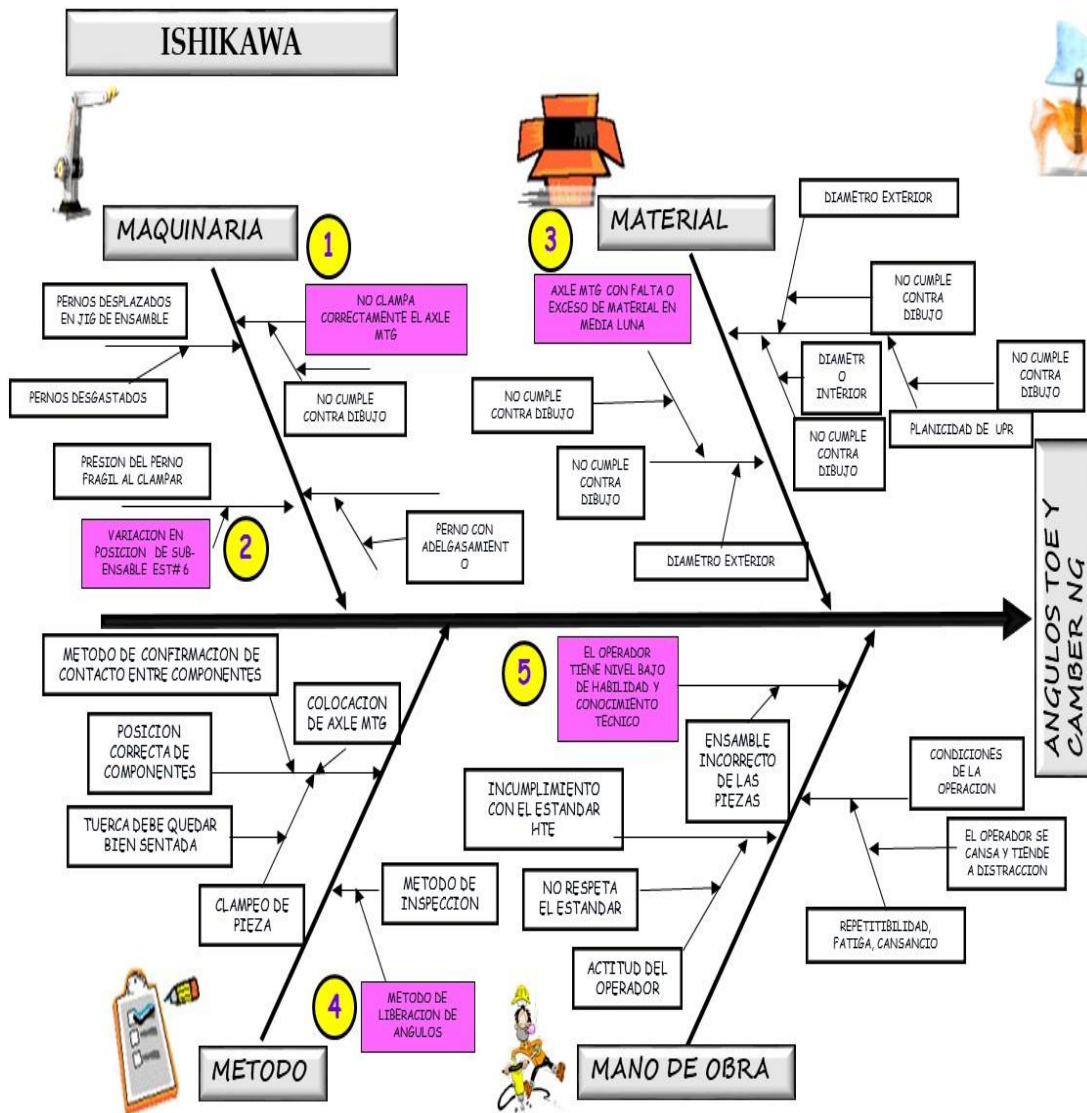 ISHIKAWA
MAQUINARIA
1
3
MATERIAL
DIAMETRO EXTERIOR
PERNOS DESPLAZADOS
EN JIG DE ENSAMBLE
NO CLAMPA
CORRECTAMENTE EL AXLE
MTG
AXLE MTG CON FALTA O
EXCESO DE MATERIAL EN
MEDIA LUNA
NO CUMPLE
CONTRA
DIBUJO
PERNOS DESGASTADOS
NO CUMPLE
CONTRA DIBUJO
NO CUMPLE
CONTRA DIBUJO
DIAMETR
O
INTERIOR
NO CUMPLE
CONTRA
DIBUJO
PLANICIDAD DE UPR
NO CUMPLE
CONTRA
DIBUJO
PRESION DEL PERNO
FRAGIL AL CLAMPAR
NO CUMPLE
CONTRA
DIBUJO
VARIACION EN
POSICION DE SUB-
ENSABLE EST#6
2
PERNO CON
ADELGASAMIENT
O
DIAMETRO EXTERIOR
ANGULOS TOE Y
CAMBER NG
METODO DE CONFIRMACION DE
CONTACTO ENTRE COMPONENTES
5
EL OPERADOR
TIENE NIVEL BAJO
DE HABILIDAD Y
CONOCIMIENTO
TECNICO
COLOCACION
DE AXLE MTG
POSICION
CORRECTA DE
COMPONENTES
ENSAMBLE
INCORRECTO
DE LAS
PIEZAS
CONDICIONES
DE LA
OPERACION
INCUMPLIMIENTO
CON EL ESTANDAR
HTE
TUERCA DEBE QUEDAR
BIEN SENTADA
EL OPERADOR SE
CANSA Y TIENDE
A DISTRACCION
CLAMPEO DE
PIEZA
METODO DE
INSPECCION
NO RESPETA
EL ESTANDAR
REPETITIBILIDAD,
FATIGA, CANSANCIO
ACTITUD DEL
OPERADOR
4
METODO DE
LIBERACION DE
ANGULOS
METODO
MANO DE OBRA